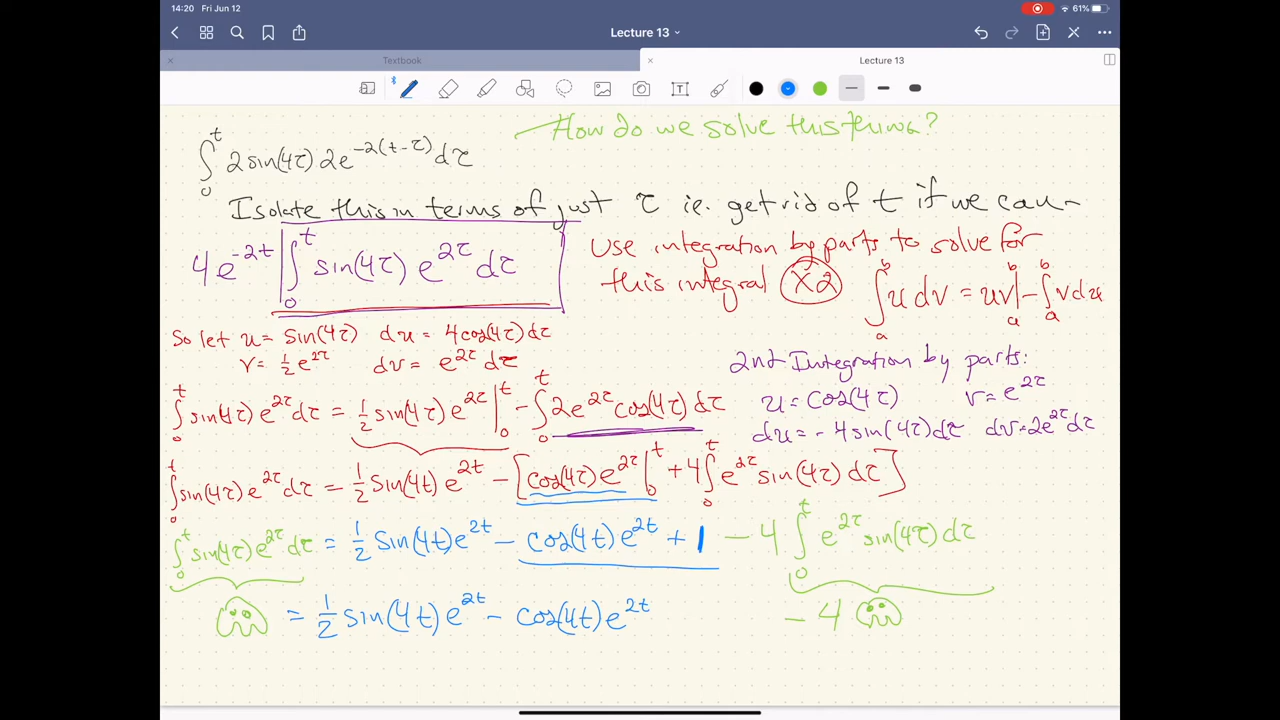 14:20 Fri Jun 12
61%
Lecture 13
Textbook
Lecture 13
T
How do we solve this thing?
∫₀ᵗ 2sin(4τ) 2e^{-2(t-τ)} dτ
Isolate this in terms of just τ ie. get rid of t if we can
4e^{-2t} ∫₀ᵗ sin(4τ) e^{2τ} dτ
Use integration by parts to solve for
this integral X2
∫ₐᵇ u dv = uv|ₐᵇ - ∫ₐᵇ v du
So let u = sin(4τ) du = 4cos(4τ)dτ
v = ½e^{2τ} dv = e^{2τ} dτ
∫₀ᵗ sin(4τ) e^{2τ} dτ = ½ sin(4τ) e^{2τ} |₀ᵗ - ∫₀ᵗ 2e^{2τ} cos(4τ) dτ
2nd Integration by parts:
u = cos(4τ) v = e^{2τ}
du = -4sin(4τ)dτ dv = 2e^{2τ} dτ
∫₀ᵗ sin(4τ) e^{2τ} dτ = ½ sin(4t) e^{2t} - [cos(4τ) e^{2τ} |₀ᵗ + 4∫₀ᵗ e^{2τ} sin(4τ) dτ]
∫₀ᵗ sin(4τ) e^{2τ} dτ = ½ sin(4t) e^{2t} - cos(4t) e^{2t} + 1 - 4 ∫₀ᵗ e^{2τ} sin(4τ) dτ
= ½ sin(4t) e^{2t} - cos(4t) e^{2t} - 4